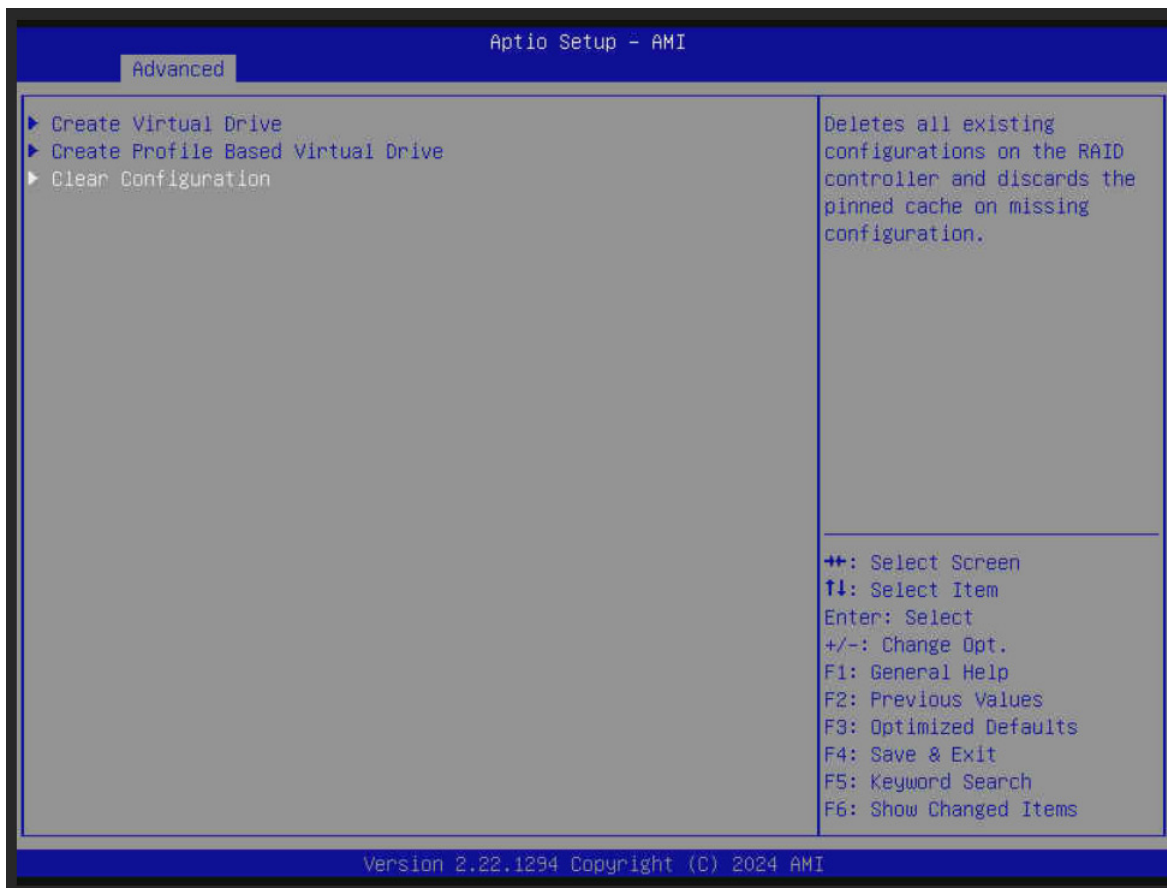 Aptio Setup – AMI
Advanced
Create Virtual Drive
Create Profile Based Virtual Drive
Clear Configuration
Deletes all existing
configurations on the RAID
controller and discards the
pinned cache on missing
configuration.
→←: Select Screen
↑↓: Select Item
Enter: Select
+/-: Change Opt.
F1: General Help
F2: Previous Values
F3: Optimized Defaults
F4: Save & Exit
F5: Keyword Search
F6: Show Changed Items
Version 2.22.1294 Copyright (C) 2024 AMI